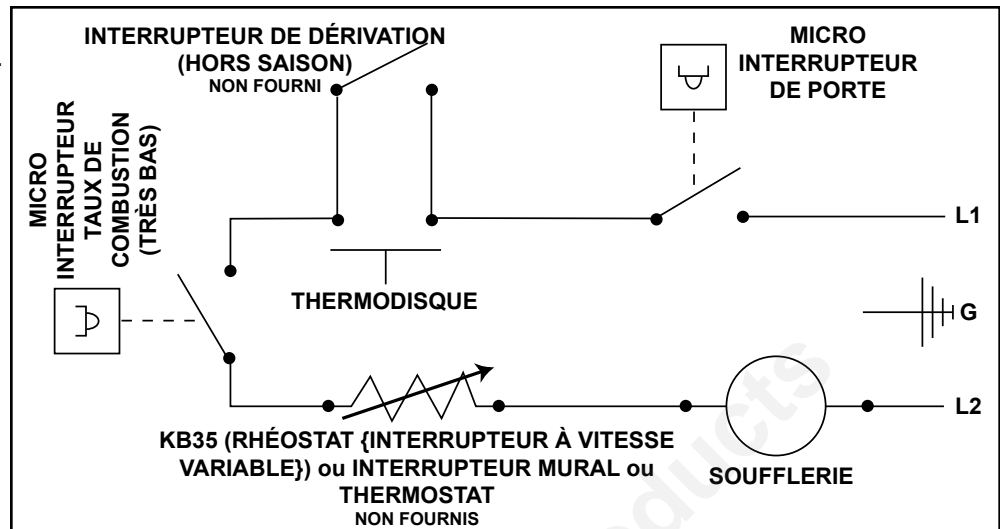 INTERRUPTEUR DE DÉRIVATION
(HORS SAISON)
NON FOURNI
MICRO
INTERRUPTEUR
DE PORTE
MICRO
INTERRUPTEUR
TAUX DE
COMBUSTION
(TRÈS BAS)
L1
THERMODISQUE
G
L2
KB35 (RHÉOSTAT {INTERRUPTEUR À VITESSE
VARIABLE}) ou INTERRUPTEUR MURAL ou
THERMOSTAT
NON FOURNIS
SOUFFLERIE